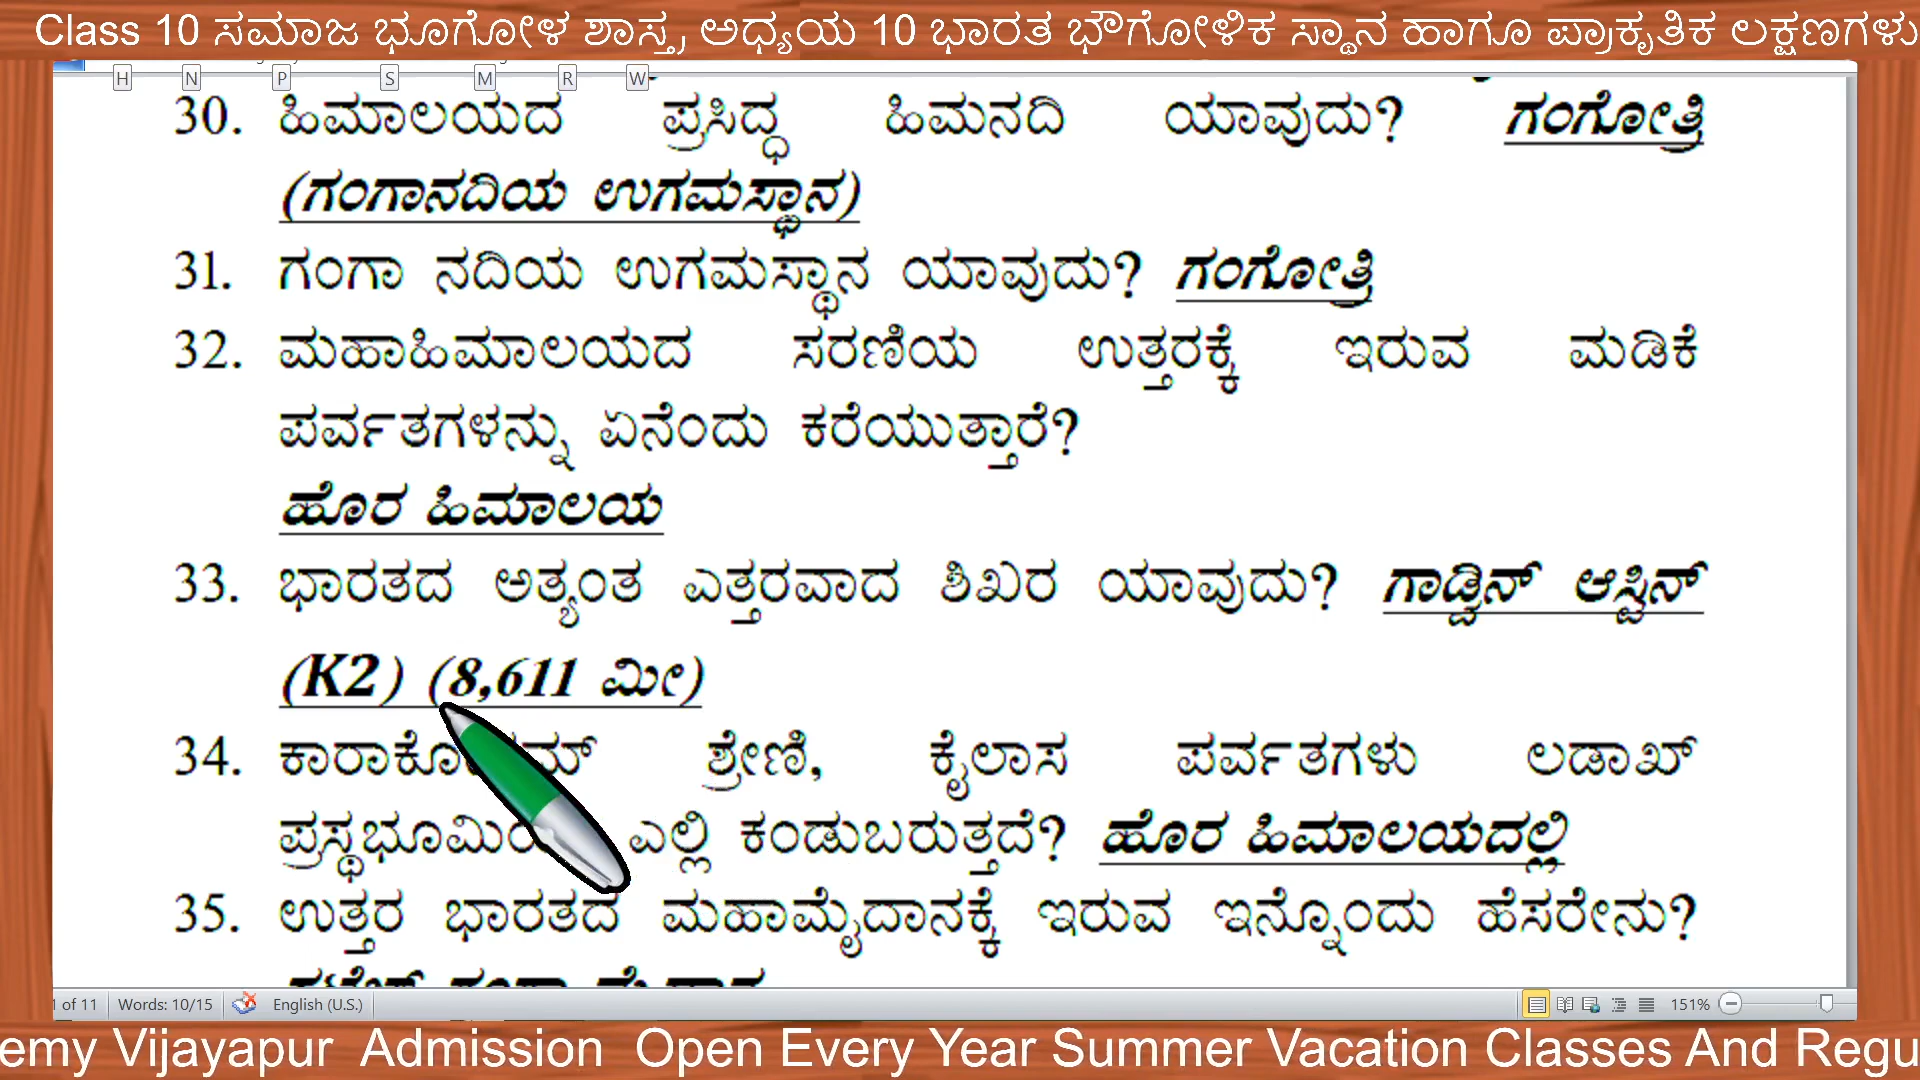 Class 10 ಸಮಾಜ ಭೂಗೋಳ ಶಾಸ್ತ್ರ ಅಧ್ಯಯ 10 ಭಾರತ ಭೌಗೋಳಿಕ ಸ್ಥಾನ ಹಾಗೂ ಪ್ರಾಕೃತಿಕ ಲಕ್ಷಣಗಳು
H N P S M R W
30. ಹಿಮಾಲಯದ ಪ್ರಸಿದ್ಧ ಹಿಮನದಿ ಯಾವುದು? ಗಂಗೋತ್ರಿ
(ಗಂಗಾನದಿಯ ಉಗಮಸ್ಥಾನ)
31. ಗಂಗಾ ನದಿಯ ಉಗಮಸ್ಥಾನ ಯಾವುದು? ಗಂಗೋತ್ರಿ
32. ಮಹಾಹಿಮಾಲಯದ ಸರಣಿಯ ಉತ್ತರಕ್ಕೆ ಇರುವ ಮಡಿಕೆ
ಪರ್ವತಗಳನ್ನು ಏನೆಂದು ಕರೆಯುತ್ತಾರೆ?
ಹೊರ ಹಿಮಾಲಯ
33. ಭಾರತದ ಅತ್ಯಂತ ಎತ್ತರವಾದ ಶಿಖರ ಯಾವುದು? ಗಾಡ್ವಿನ್ ಆಸ್ಟಿನ್
(K2) (8,611 ಮೀ)
34. ಶ್ರೇಣಿ, ಕೈಲಾಸ ಪರ್ವತಗಳು ಲಡಾಖ್
ಎಲ್ಲಿ ಕಂಡುಬರುತ್ತದೆ? ಹೊರ ಹಿಮಾಲಯದಲ್ಲಿ
35. ಉತ್ತರ ಭಾರತದ ಮಹಾಮೈದಾನಕ್ಕೆ ಇರುವ ಇನ್ನೊಂದು ಹೆಸರೇನು?
of 11 Words: 10/15 English (U.S.) 151%
emy Vijayapur Admission Open Every Year Summer Vacation Classes And Regu